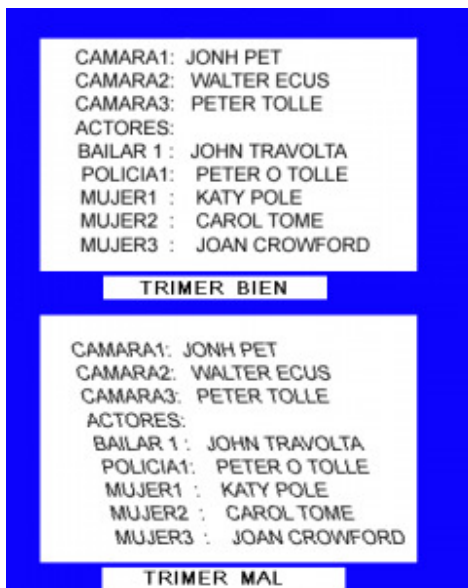 CAMARA1: JONH PET
CAMARA2: WALTER ECUS
CAMARA3: PETER TOLLE
ACTORES:
BAILAR 1 : JOHN TRAVOLTA
POLICIA1: PETER O TOLLE
MUJER1 : KATY POLE
MUJER2 : CAROL TOME
MUJER3 : JOAN CROWFORD
TRIMER BIEN
CAMARA1: JONH PET
CAMARA2: WALTER ECUS
CAMARA3: PETER TOLLE
ACTORES:
BAILAR 1 : JOHN TRAVOLTA
POLICIA1: PETER O TOLLE
MUJER1 : KATY POLE
MUJER2 : CAROL TOME
MUJER3 : JOAN CROWFORD
TRIMER MAL